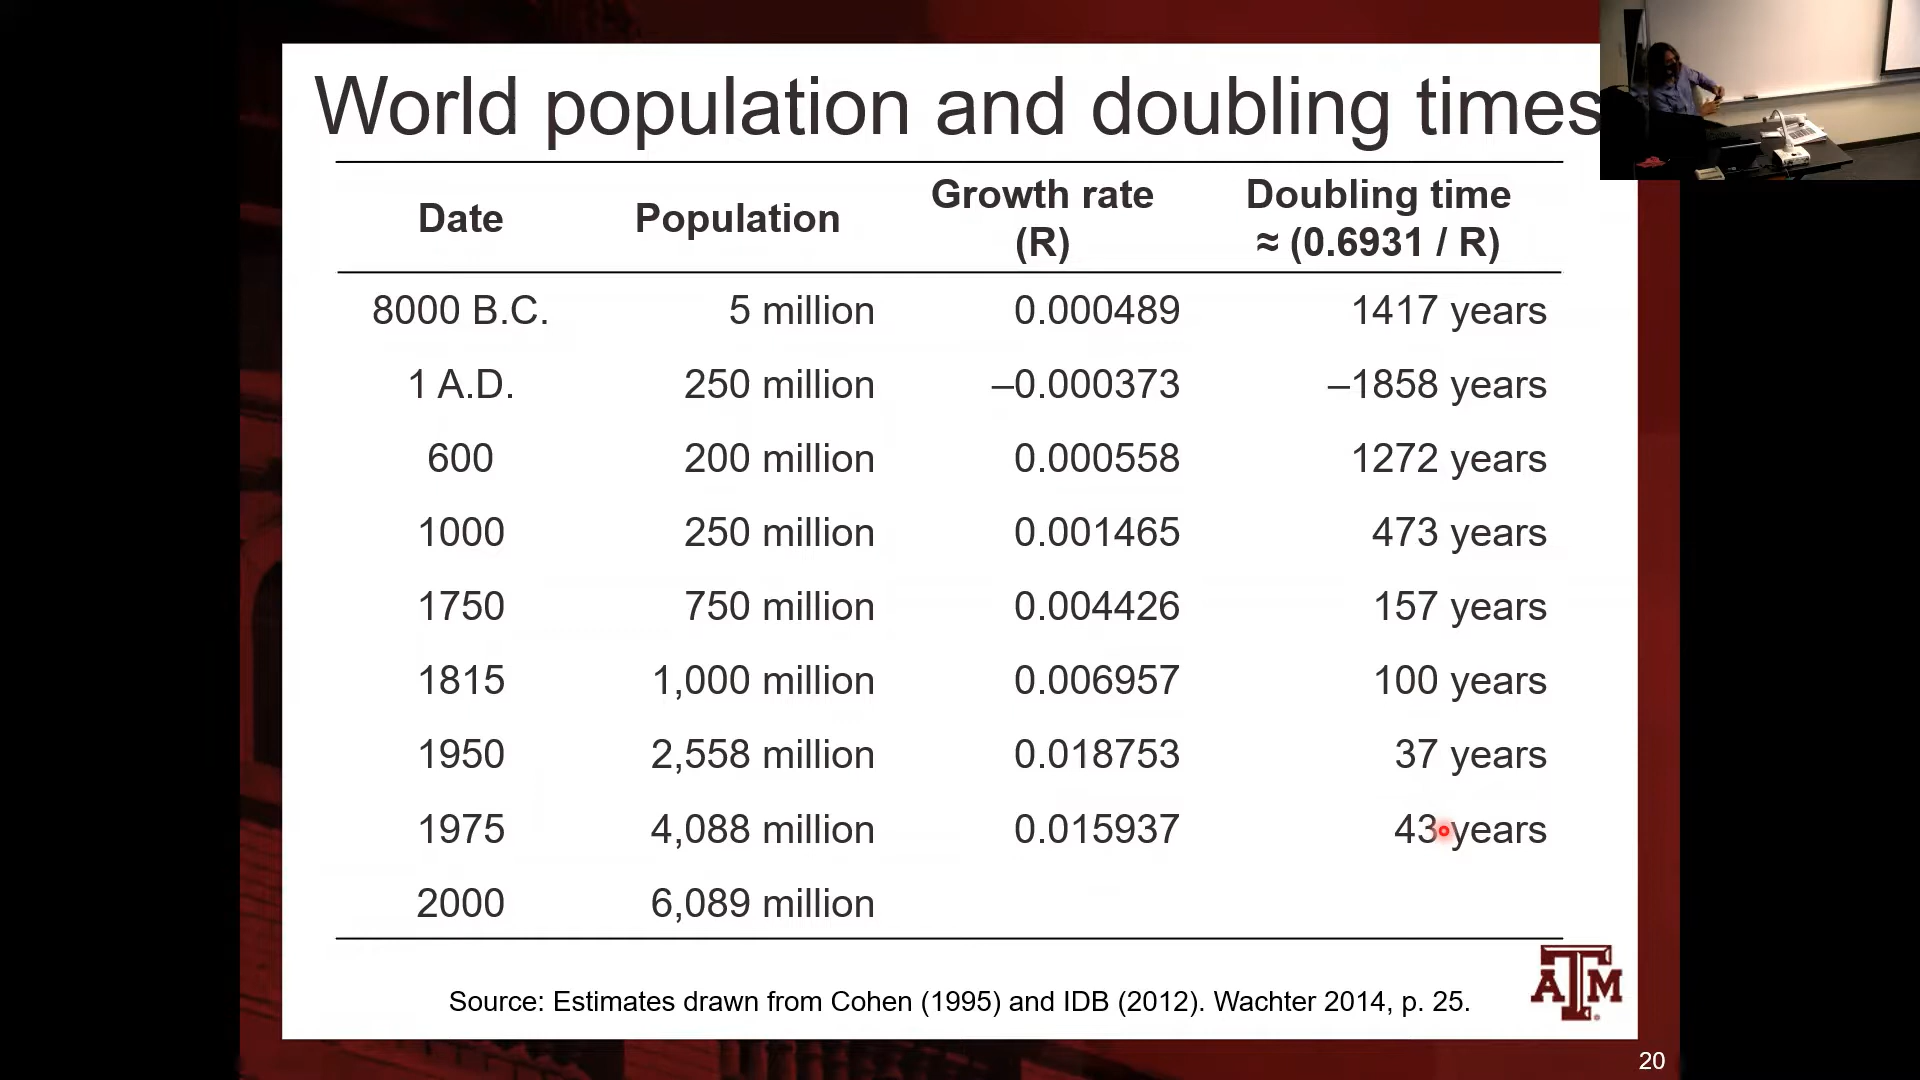 World population and doubling times
Date Population Growth rate (R) Doubling time ≈ (0.6931 / R)
8000 B.C. 5 million 0.000489 1417 years
1 A.D. 250 million –0.000373 –1858 years
600 200 million 0.000558 1272 years
1000 250 million 0.001465 473 years
1750 750 million 0.004426 157 years
1815 1,000 million 0.006957 100 years
1950 2,558 million 0.018753 37 years
1975 4,088 million 0.015937 43 years
2000 6,089 million
ATM
Source: Estimates drawn from Cohen (1995) and IDB (2012). Wachter 2014, p. 25.
20